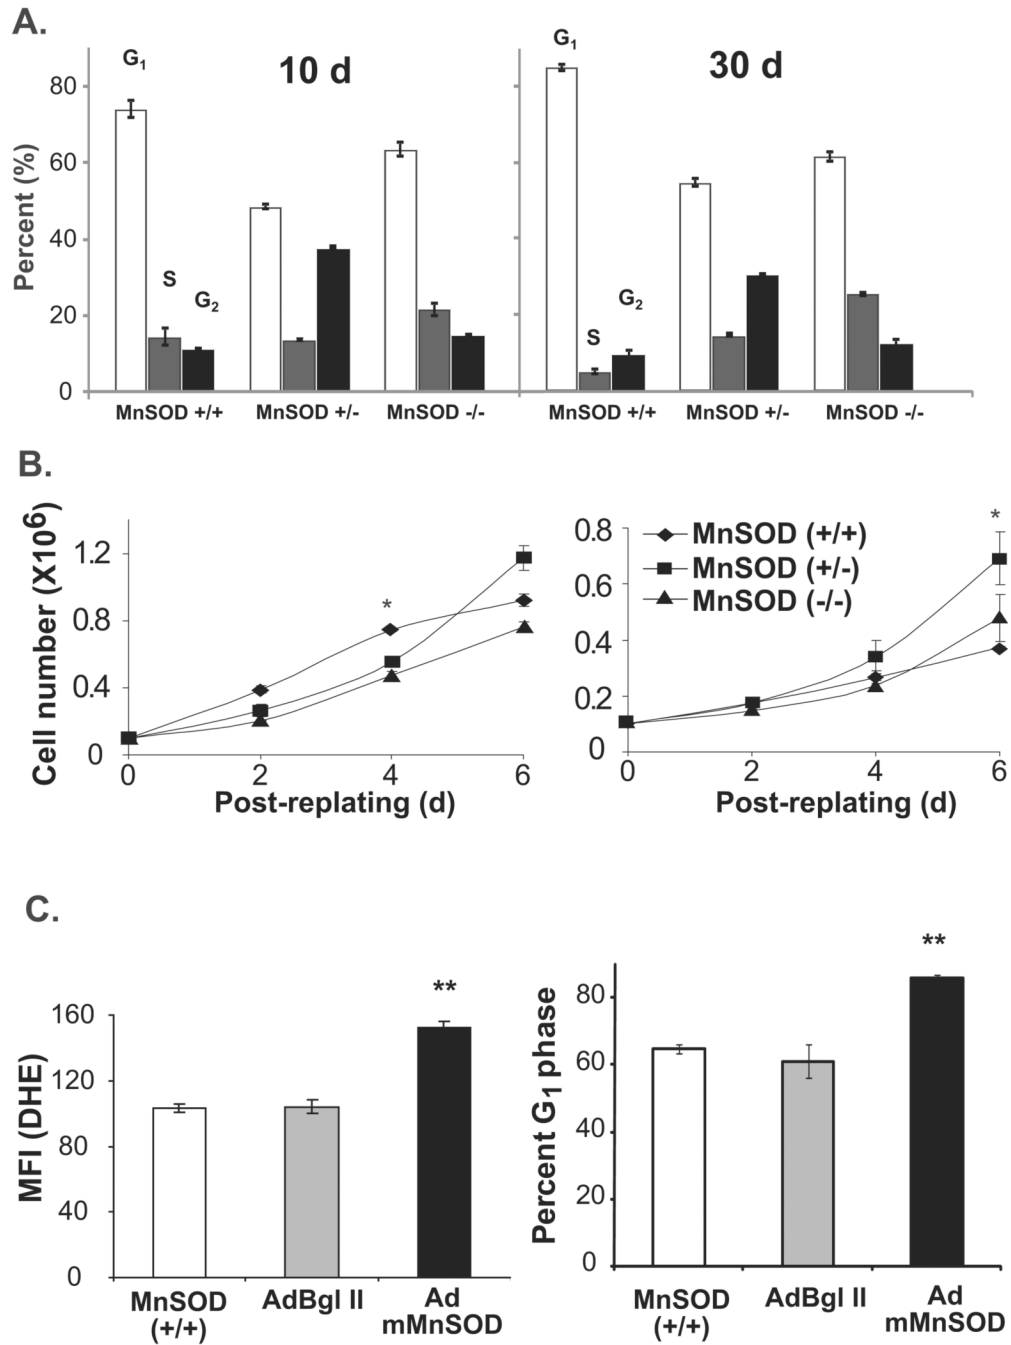 A.
G1
10 d
G1
30 d
80
60
40
20
0
Percent (%)
S
G2
S
G2
MnSOD +/+ MnSOD +/- MnSOD -/- MnSOD +/+ MnSOD +/- MnSOD -/-
B.
Cell number (X10^6)
1.2
0.8
0.4
0
*
0 2 4 6
Post-replating (d)
0.8
0.6
0.4
0.2
0
MnSOD (+/+)
MnSOD (+/-)
MnSOD (-/-)
*
0 2 4 6
Post-replating (d)
C.
MFI (DHE)
160
120
80
40
0
**
MnSOD (+/+)
AdBgl II
Ad mMnSOD
Percent G1 phase
80
60
40
20
0
**
MnSOD (+/+)
AdBgl II
Ad mMnSOD